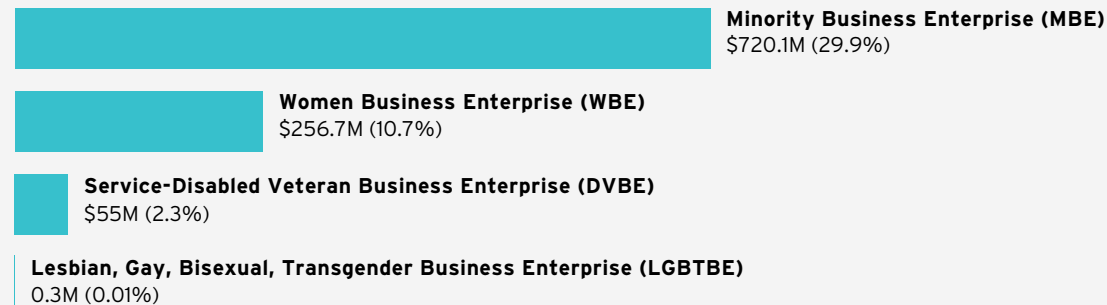 Minority Business Enterprise (MBE)
$720.1M (29.9%)
Women Business Enterprise (WBE)
$256.7M (10.7%)
Service-Disabled Veteran Business Enterprise (DVBE)
$55M (2.3%)
Lesbian, Gay, Bisexual, Transgender Business Enterprise (LGBTBE)
0.3M (0.01%)